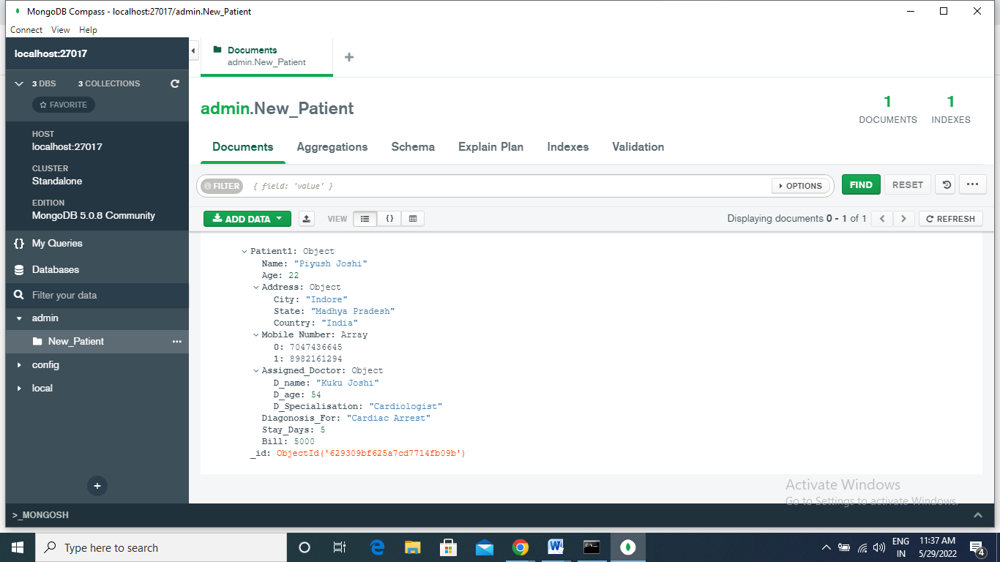 MongoDB Compass - localhost:27017/admin.New_Patient
Connect View Help
localhost:27017
3 DBS 3 COLLECTIONS
FAVORITE
HOST
localhost:27017
CLUSTER
Standalone
EDITION
MongoDB 5.0.8 Community
{} My Queries
Databases
Filter your data
admin
New_Patient ...
config
local
+
Documents
admin.New_Patient
+
admin.New_Patient
1 DOCUMENTS
1 INDEXES
Documents Aggregations Schema Explain Plan Indexes Validation
FILTER { field: 'value' } OPTIONS FIND RESET ...
ADD DATA VIEW {} Displaying documents 0 - 1 of 1 < > REFRESH
Patient1: Object
Name: "Piyush Joshi"
Age: 22
Address: Object
City: "Indore"
State: "Madhya Pradesh"
Country: "India"
Mobile Number: Array
0: 7047436645
1: 8982161294
Assigned_Doctor: Object
D_name: "Kuku Joshi"
D_age: 54
D_Specialisation: "Cardiologist"
Diagonosis_For: "Cardiac Arrest"
Stay_Days: 5
Bill: 5000
_id: ObjectId('629309bf625a7cd7714fb09b')
Activate Windows
Go to Settings to activate Windows.
>_MONGOSH
Type here to search
ENG
IN
11:37 AM
5/29/2022
4